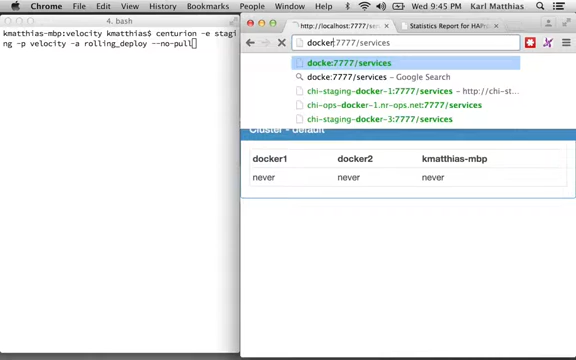 Chrome File Edit View History Bookmarks People Window Help Wed 9:45 PM Karl Matthias
4. bash
kmatthias-mbp:velocity kmatthias$ centurion -e stagi
ng -p velocity -a rolling_deploy --no-pull
http://localhost:7777/ser
Statistics Report for HAPro
docker:7777/services
docke:7777/services
docke:7777/services – Google Search
chi-staging-docker-1:7777/services – http://chi-st...
chi-ops-docker-1.nr-ops.net:7777/services
chi-staging-docker-3:7777/services
Cluster - default
docker1 docker2 kmatthias-mbp
never never never